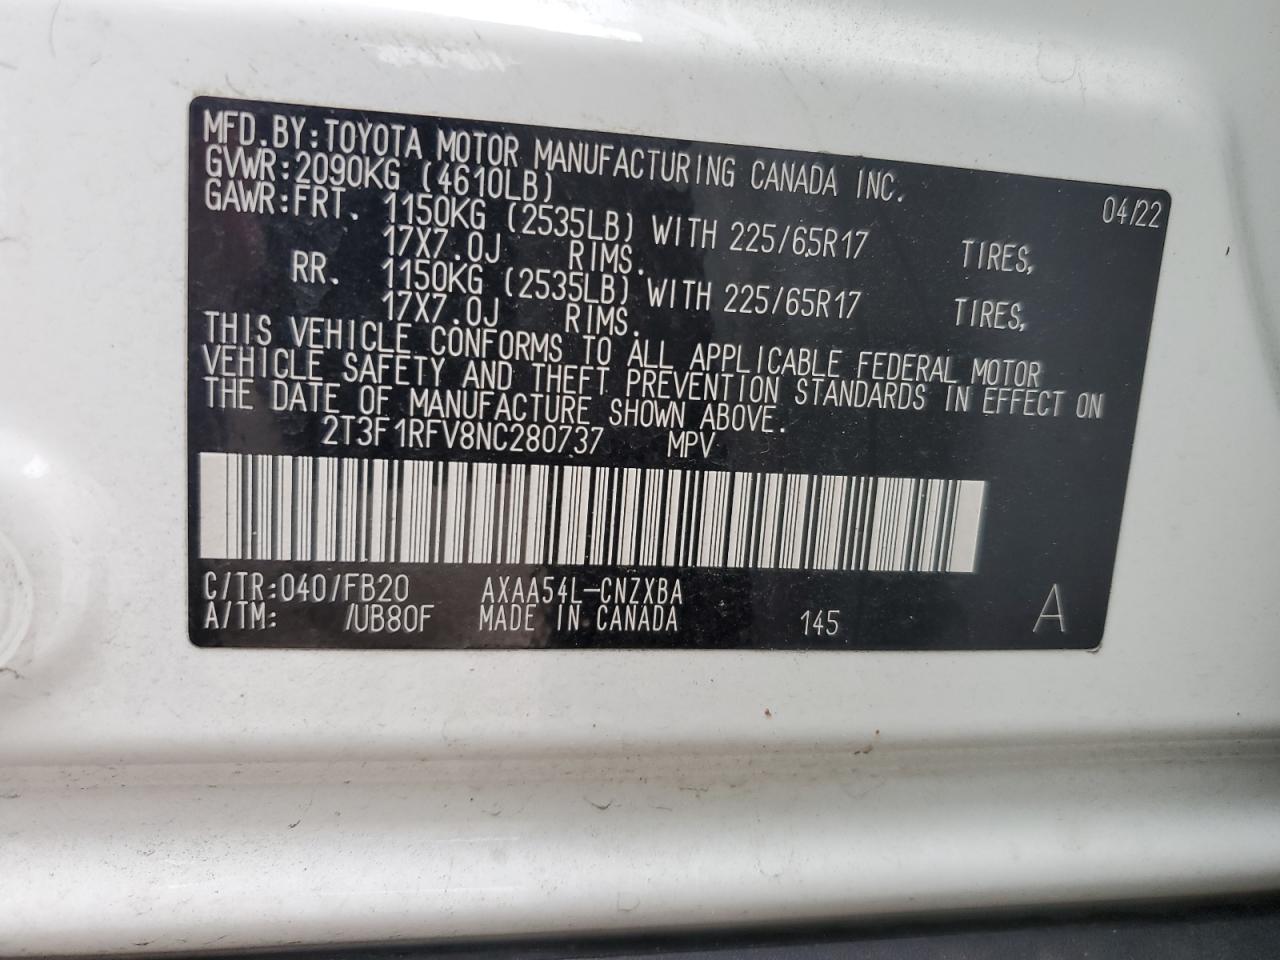 MFD.BY:TOYOTA MOTOR MANUFACTURING CANADA INC. 04/22
GVWR:2090KG (4610LB)
GAWR:FRT. 1150KG (2535LB) WITH 225/65R17 TIRES,
17X7.0J RIMS.
RR. 1150KG (2535LB) WITH 225/65R17 TIRES,
17X7.0J RIMS.
THIS VEHICLE CONFORMS TO ALL APPLICABLE FEDERAL MOTOR
VEHICLE SAFETY AND THEFT PREVENTION STANDARDS IN EFFECT ON
THE DATE OF MANUFACTURE SHOWN ABOVE.
2T3F1RFV8NC280737 MPV
C/TR:040/FB20 AXAA54L-CNZXBA
A/TM: /UB80F MADE IN CANADA 145 A